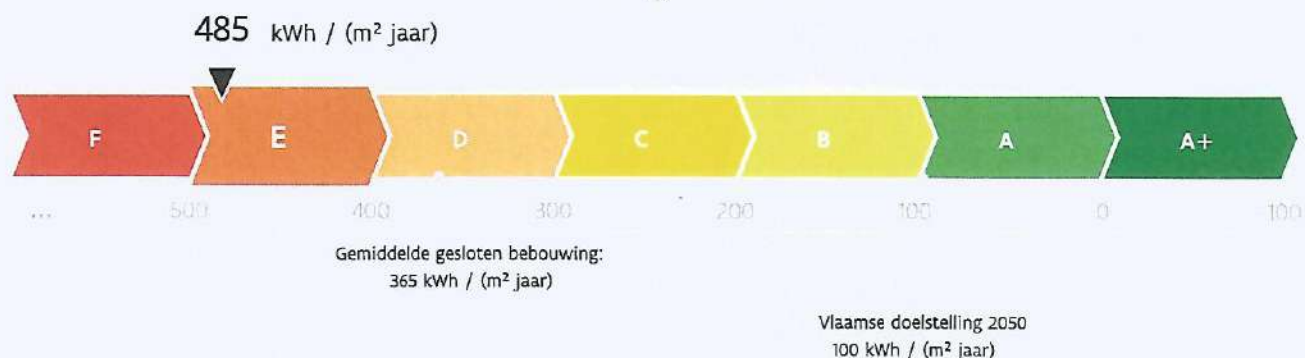 485 kWh / (m² jaar)
F E D C B A A+
... 500 400 300 200 100 0 100
Gemiddelde gesloten bebouwing:
365 kWh / (m² jaar)
Vlaamse doelstelling 2050
100 kWh / (m² jaar)